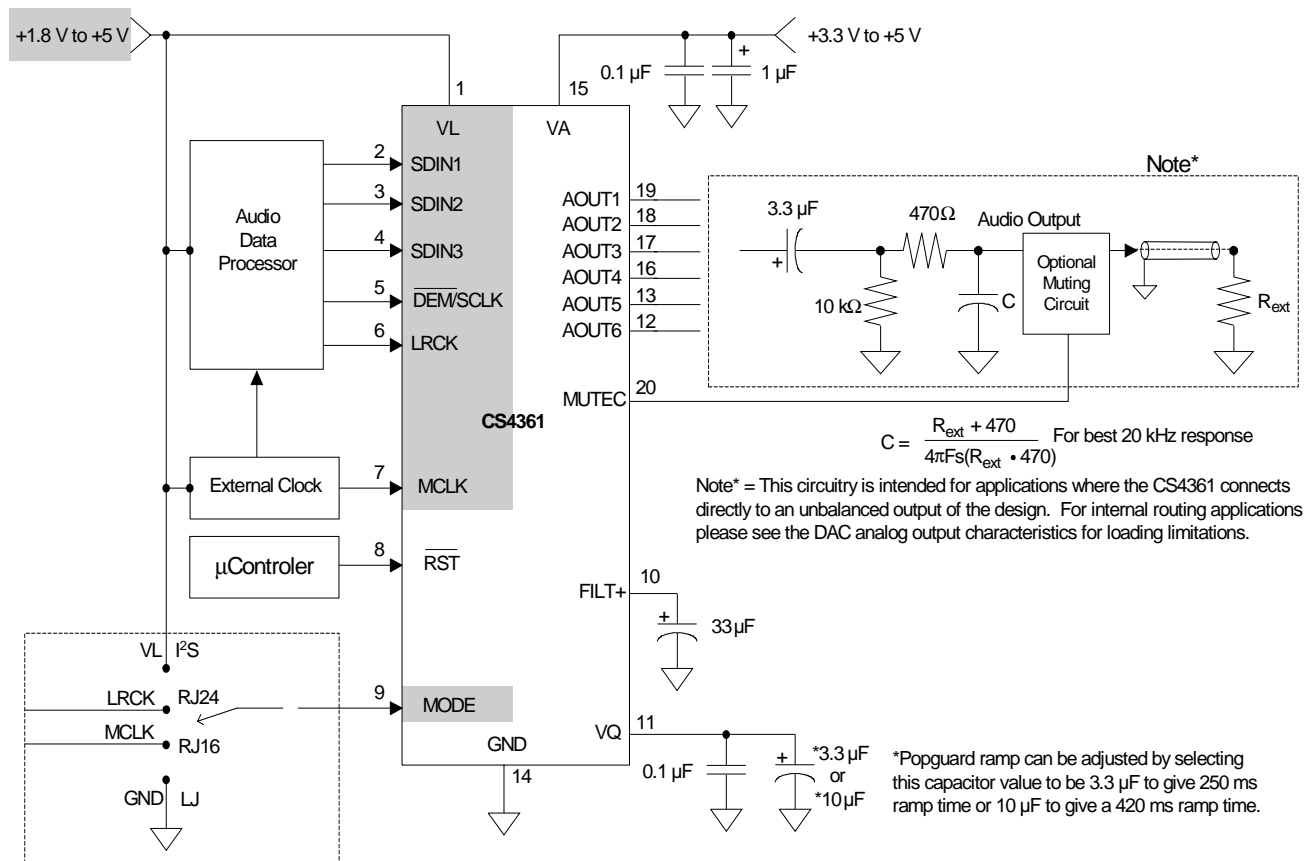 +1.8 V to +5 V
+3.3 V to +5 V
0.1 µF
+
1 µF
1
15
VL
VA
Audio
Data
Processor
2
SDIN1
3
SDIN2
4
SDIN3
5
DEM/SCLK
6
LRCK
AOUT1
19
AOUT2
18
AOUT3
17
AOUT4
16
AOUT5
13
AOUT6
12
MUTEC
20
CS4361
Note*
3.3 µF
+
470Ω
Audio Output
10 kΩ
C
Optional
Muting
Circuit
Rext
C = Rext + 470 / 4πFs(Rext • 470) For best 20 kHz response
Note* = This circuitry is intended for applications where the CS4361 connects
directly to an unbalanced output of the design. For internal routing applications
please see the DAC analog output characteristics for loading limitations.
External Clock
7
MCLK
µControler
8
RST
FILT+
10
+
33µF
VL
I²S
LRCK
RJ24
MCLK
RJ16
GND
LJ
9
MODE
GND
14
VQ
11
0.1 µF
+
*3.3 µF
or
*10µF
*Popguard ramp can be adjusted by selecting
this capacitor value to be 3.3 µF to give 250 ms
ramp time or 10 µF to give a 420 ms ramp time.